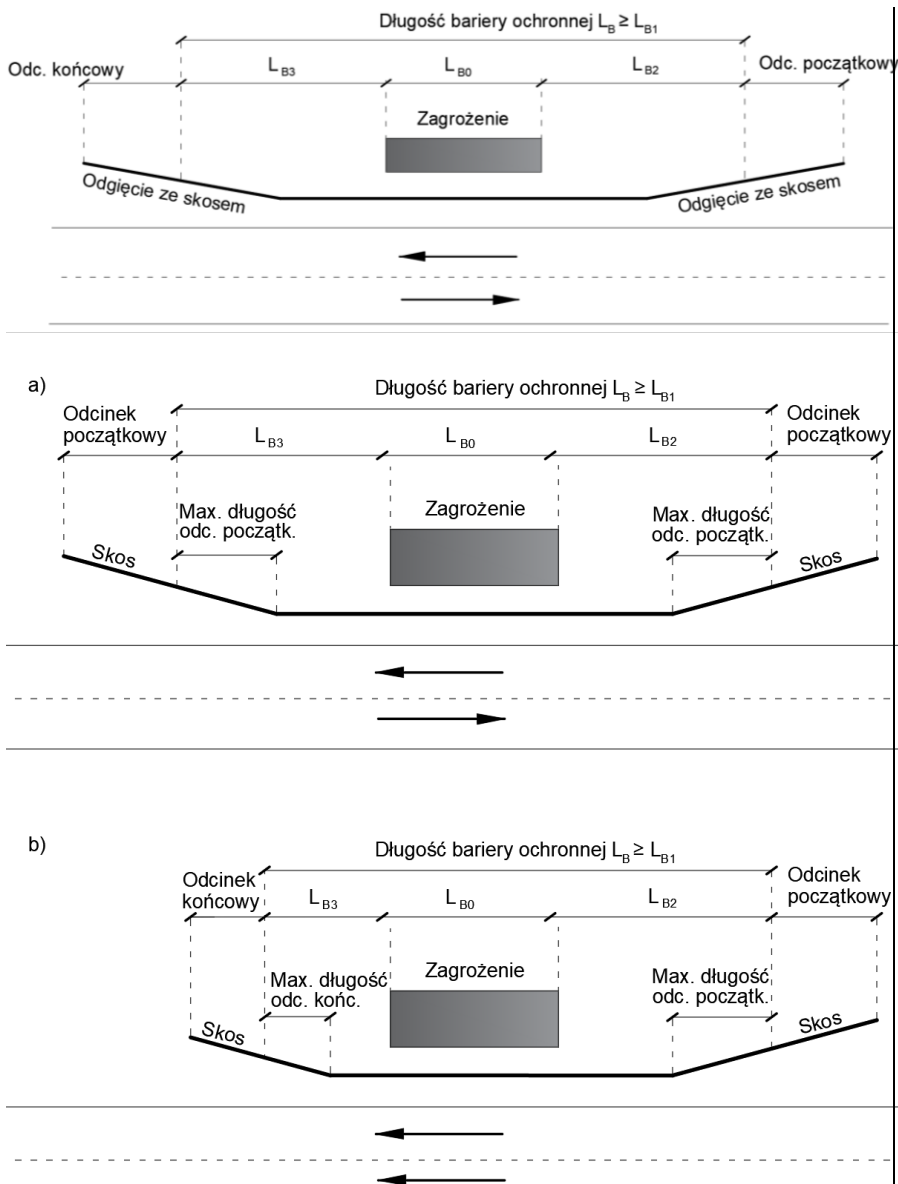 Długość bariery ochronnej L_B ≥ L_B1
Odc. końcowy
L_B3
L_B0
L_B2
Odc. początkowy
Zagrożenie
Odgięcie ze skosem
Odgięcie ze skosem
a)
Długość bariery ochronnej L_B ≥ L_B1
Odcinek
początkowy
L_B3
L_B0
L_B2
Odcinek
początkowy
Max. długość
odc. początk.
Zagrożenie
Max. długość
odc. początk.
Skos
Skos
b)
Długość bariery ochronnej L_B ≥ L_B1
Odcinek
końcowy
L_B3
L_B0
L_B2
Odcinek
początkowy
Max. długość
odc. końc.
Zagrożenie
Max. długość
odc. początk.
Skos
Skos